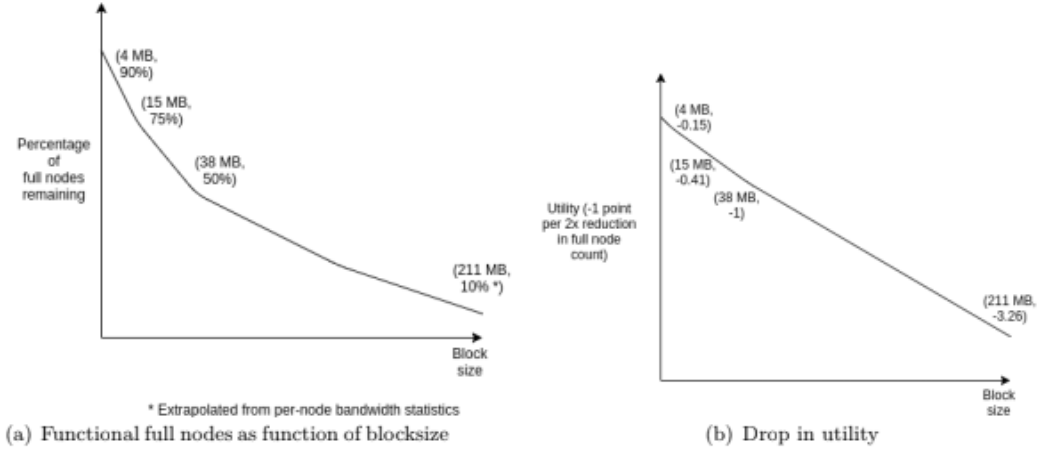 (4 MB,
90%)
(15 MB,
75%)
Percentage
of
full nodes
remaining
(38 MB,
50%)
(211 MB,
10% *)
Block
size
* Extrapolated from per-node bandwidth statistics
(a) Functional full nodes as function of blocksize
(4 MB,
-0.15)
(15 MB,
-0.41)
(38 MB,
-1)
Utility (-1 point
per 2x reduction
in full node
count)
(211 MB,
-3.26)
Block
size
(b) Drop in utility